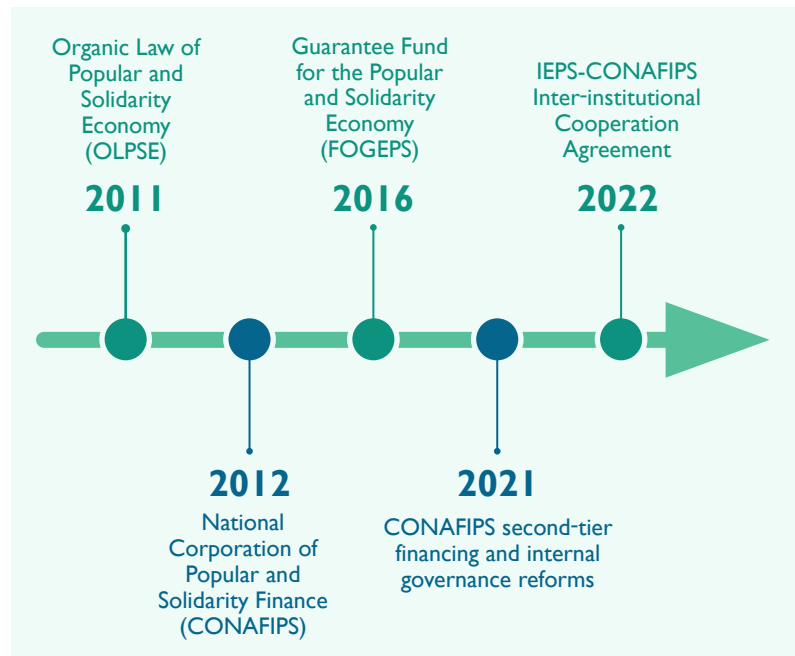 Organic Law of
Popular and
Solidarity
Economy
(OLPSE)
2011
Guarantee Fund
for the Popular
and Solidarity
Economy
(FOGEPS)
2016
IEPS-CONAFIPS
Inter-institutional
Cooperation
Agreement
2022
2012
National
Corporation of
Popular and
Solidarity Finance
(CONAFIPS)
2021
CONAFIPS second-tier
financing and internal
governance reforms